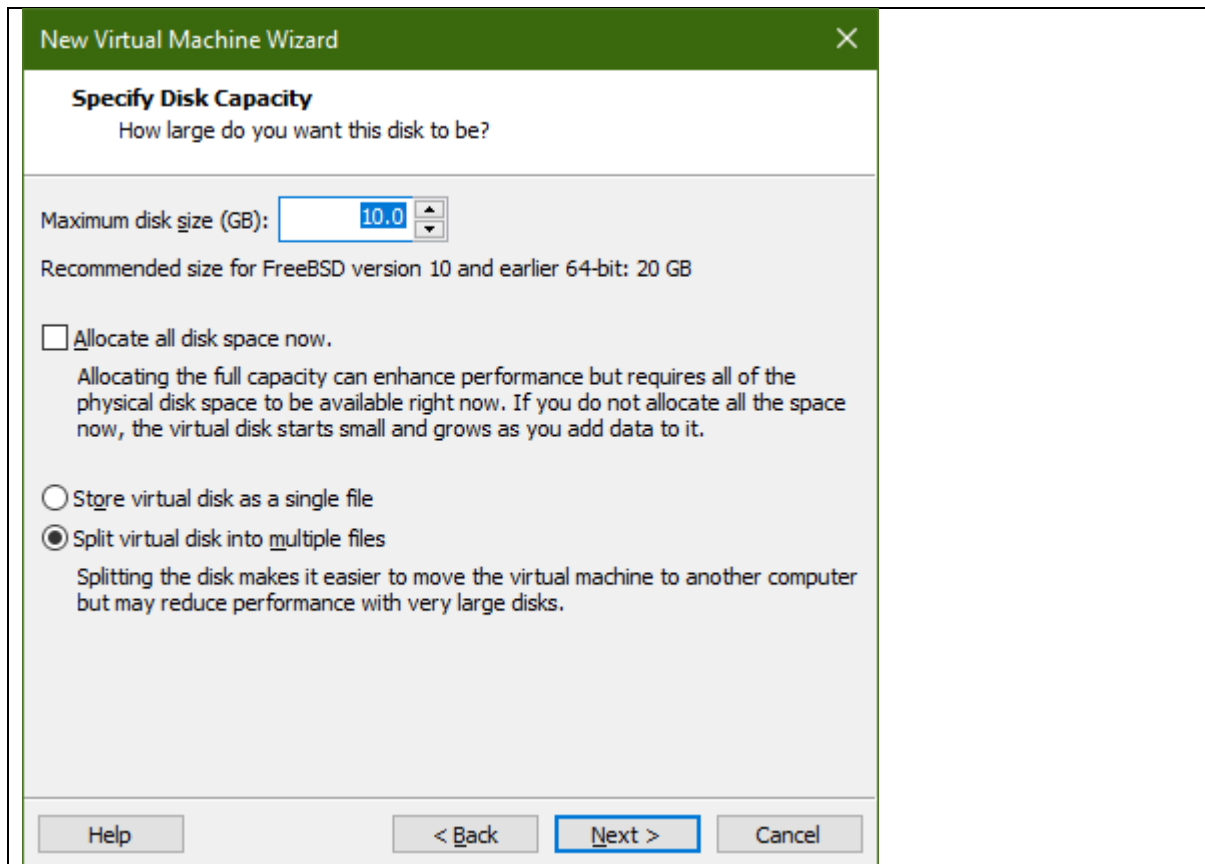 New Virtual Machine Wizard
Specify Disk Capacity
How large do you want this disk to be?
Maximum disk size (GB): 10.0
Recommended size for FreeBSD version 10 and earlier 64-bit: 20 GB
Allocate all disk space now.
Allocating the full capacity can enhance performance but requires all of the
physical disk space to be available right now. If you do not allocate all the space
now, the virtual disk starts small and grows as you add data to it.
Store virtual disk as a single file
Split virtual disk into multiple files
Splitting the disk makes it easier to move the virtual machine to another computer
but may reduce performance with very large disks.
Help < Back Next > Cancel